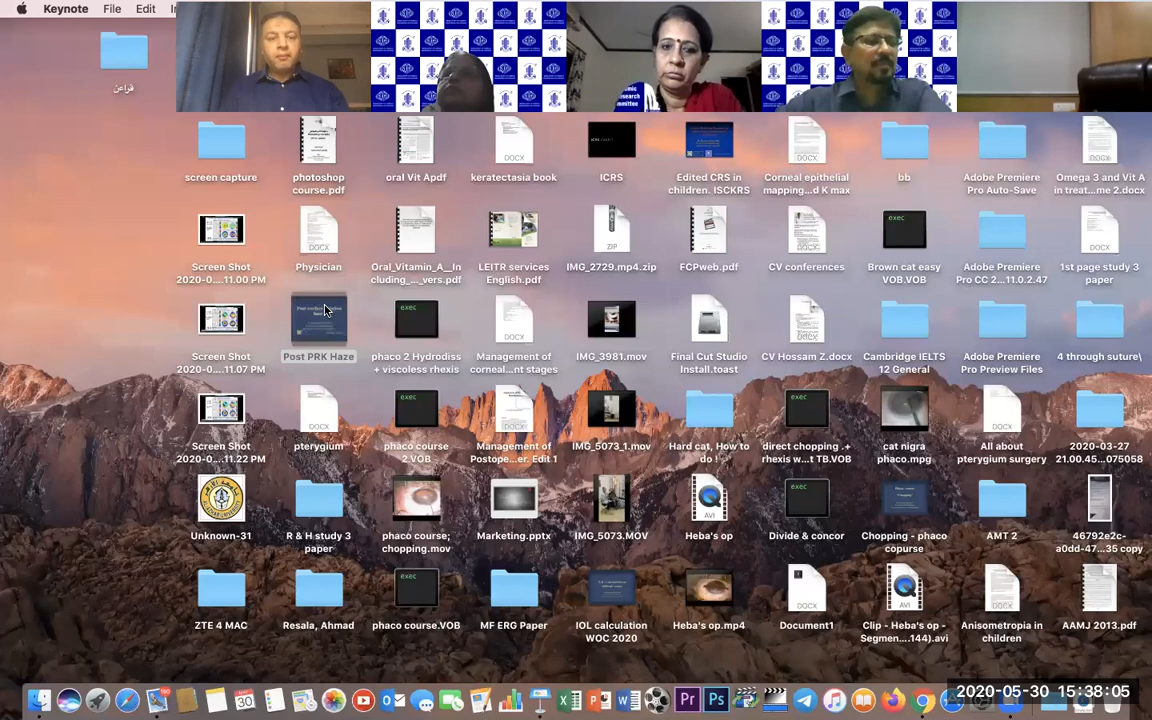 Keynote File Edit
قراءن
screen capture
photoshop
course.pdf
oral Vit Apdf
keratectasia book
ICRS
Edited CRS in
children. ISCKRS
Corneal epithelial
mapping...d K max
bb
Adobe Premiere
Pro Auto-Save
Omega 3 and Vit A
in treat...me 2.docx
Screen Shot
2020-0...11.00 PM
Physician
Oral_Vitamin_A__In
cluding_..._vers.pdf
LEITR services
English.pdf
IMG_2729.mp4.zip
FCPweb.pdf
CV conferences
Brown cat easy
VOB.VOB
Adobe Premiere
Pro CC 2...11.0.2.47
1st page study 3
paper
Screen Shot
2020-0...11.07 PM
Post PRK Haze
phaco 2 Hydrodiss
+ viscoless rhexis
Management of
corneal...nt stages
IMG_3981.mov
Final Cut Studio
Install.toast
CV Hossam Z.docx
Cambridge IELTS
12 General
Adobe Premiere
Pro Preview Files
4 through suture\
Screen Shot
2020-0...11.22 PM
pterygium
phaco course
2.VOB
Management of
Postope...er. Edit 1
IMG_5073_1.mov
Hard cat, How to
do !
direct chopping .+
rhexis w...t TB.VOB
cat nigra
phaco.mpg
All about
pterygium surgery
2020-03-27
21.00.45...075058
Unknown-31
R & H study 3
paper
phaco course;
chopping.mov
Marketing.pptx
IMG_5073.MOV
Heba's op
Divide & concor
Chopping - phaco
copurse
AMT 2
46792e2c-
a0dd-47...35 copy
ZTE 4 MAC
Resala, Ahmad
phaco course.VOB
MF ERG Paper
IOL calculation
WOC 2020
Heba's op.mp4
Document1
Clip - Heba's op -
Segmen....144).avi
Anisometropia in
children
AAMJ 2013.pdf
2020-05-30 15:38:05